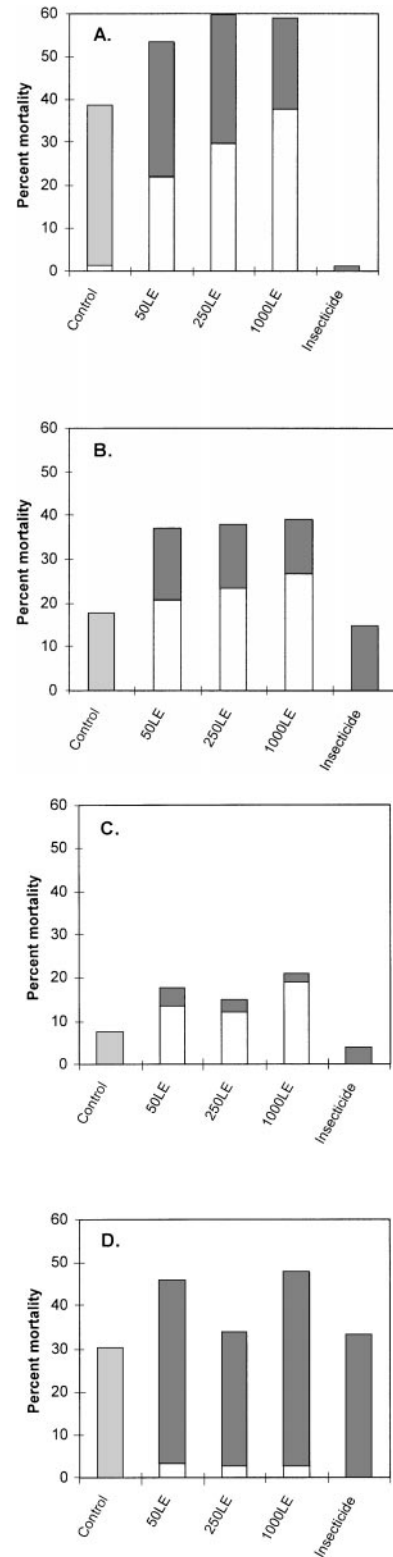 A.
Percent mortality
60
50
40
30
20
10
0
Control
50LE
250LE
1000LE
Insecticide
B.
Percent mortality
60
50
40
30
20
10
0
Control
50LE
250LE
1000LE
Insecticide
C.
Percent mortality
60
50
40
30
20
10
0
Control
50LE
250LE
1000LE
Insecticide
D.
Percent mortality
60
50
40
30
20
10
0
Control
50LE
250LE
1000LE
Insecticide